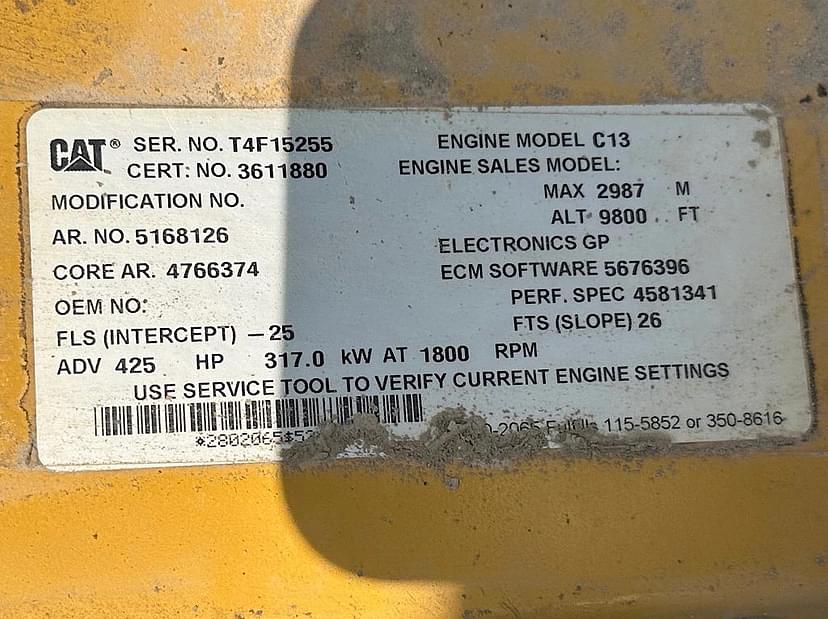 CAT® SER. NO. T4F15255 ENGINE MODEL C13
CERT: NO. 3611880 ENGINE SALES MODEL:
MODIFICATION NO. MAX 2987 M
ALT 9800 FT
AR. NO. 5168126 ELECTRONICS GP
CORE AR. 4766374 ECM SOFTWARE 5676396
OEM NO: PERF. SPEC 4581341
FLS (INTERCEPT) -25 FTS (SLOPE) 26
ADV 425 HP 317.0 kW AT 1800 RPM
USE SERVICE TOOL TO VERIFY CURRENT ENGINE SETTINGS
115-5852 or 350-8616
*2802065$